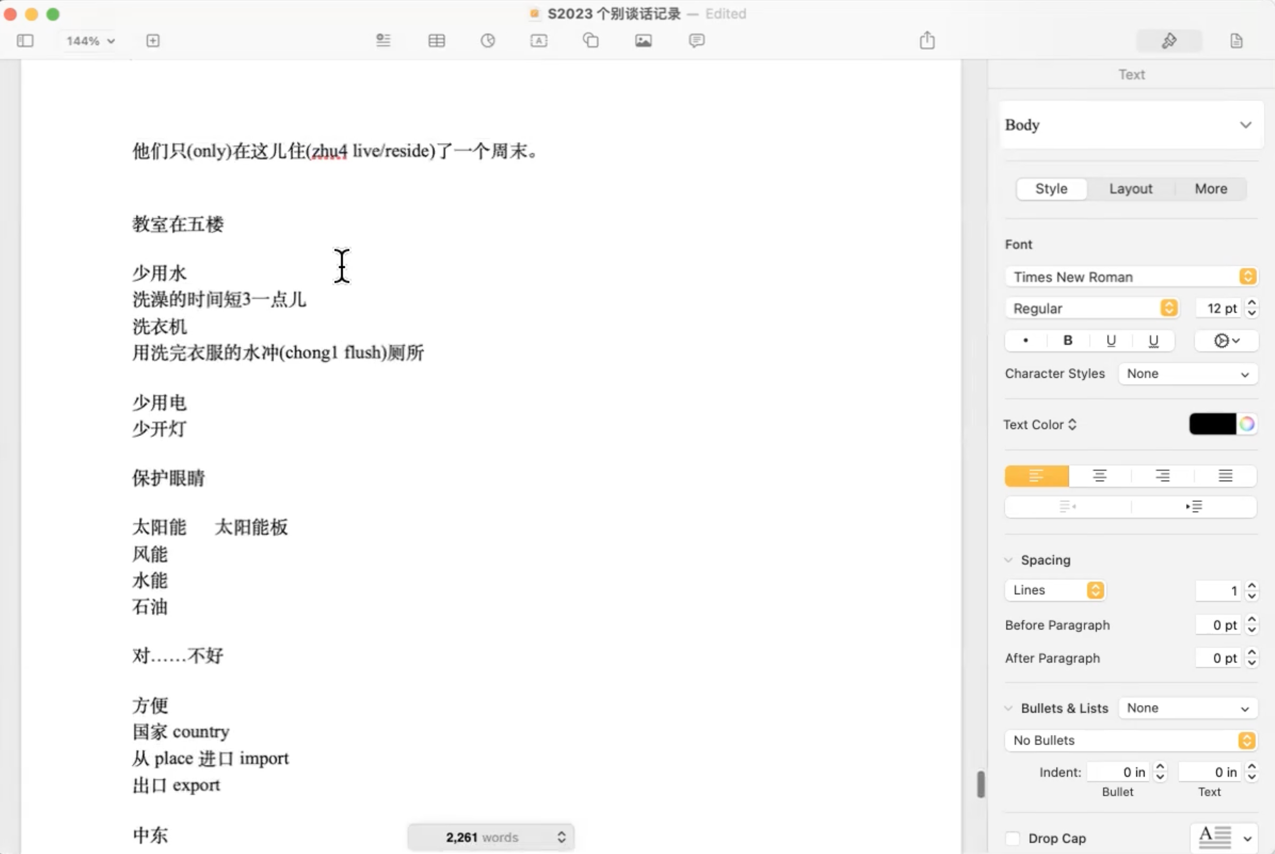 S2023 个别谈话记录 — Edited
144%
Text
Body
他们只(only)在这儿住(zhu4 live/reside)了一个周末。
Style Layout More
教室在五楼
Font
少用水
Times New Roman
洗澡的时间短3一点儿
Regular 12 pt
洗衣机
B U U
用洗完衣服的水冲(chong1 flush)厕所
Character Styles None
少用电
少开灯
Text Color
保护眼睛
太阳能 太阳能板
风能
Spacing
水能
Lines 1
石油
Before Paragraph 0 pt
对……不好
After Paragraph 0 pt
方便
Bullets & Lists None
国家 country
No Bullets
从 place 进口 import
Indent: 0 in 0 in
出口 export
Bullet Text
中东
2,261 words
Drop Cap
A